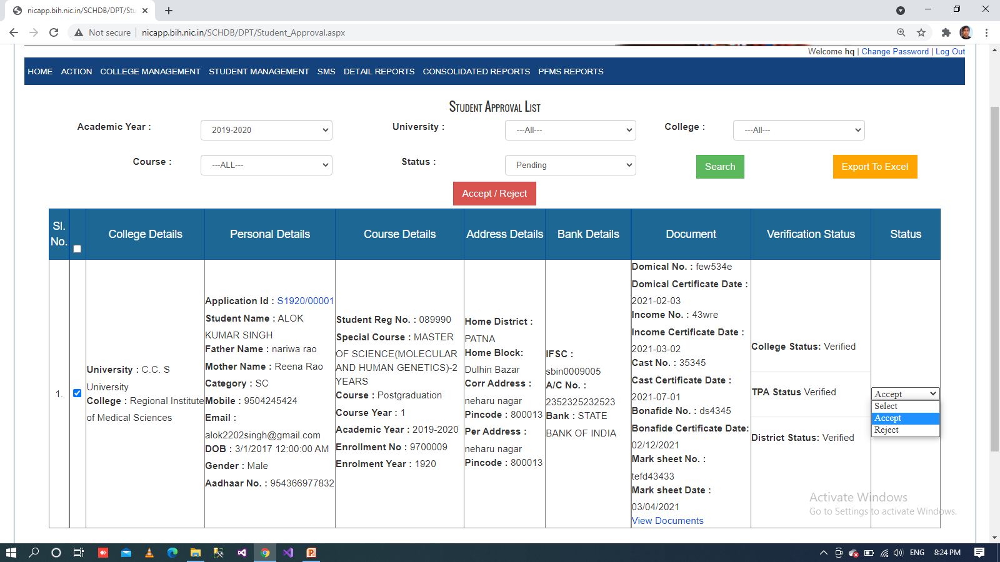 nicapp.bih.nic.in/SCHDB/DPT/Stu
Not secure | nicapp.bih.nic.in/SCHDB/DPT/Student_Approval.aspx
Welcome hq | Change Password | Log Out
HOME ACTION COLLEGE MANAGEMENT STUDENT MANAGEMENT SMS DETAIL REPORTS CONSOLIDATED REPORTS PFMS REPORTS
Student Approval List
Academic Year : 2019-2020 University : ---All--- College : ---All---
Course : ---ALL--- Status : Pending Search Export To Excel
Accept / Reject
Sl. No. College Details Personal Details Course Details Address Details Bank Details Document Verification Status Status
1.
University : C.C. S
University
College : Regional Institute
of Medical Sciences
Application Id : S1920/00001
Student Name : ALOK
KUMAR SINGH
Father Name : nariwa rao
Mother Name : Reena Rao
Category : SC
Mobile : 9504245424
Email :
alok2202singh@gmail.com
DOB : 3/1/2017 12:00:00 AM
Gender : Male
Aadhaar No. : 954366977832
Student Reg No. : 089990
Special Course : MASTER
OF SCIENCE(MOLECULAR
AND HUMAN GENETICS)-2
YEARS
Course : Postgraduation
Course Year : 1
Academic Year : 2019-2020
Enrollment No : 9700009
Enrolment Year : 1920
Home District :
PATNA
Home Block:
Dulhin Bazar
Corr Address :
neharu nagar
Pincode : 800013
Per Address :
neharu nagar
Pincode : 800013
IFSC :
sbin0009005
A/C No. :
2352325232523
Bank : STATE
BANK OF INDIA
Domical No. : few534e
Domical Certificate Date :
2021-02-03
Income No. : 43wre
Income Certificate Date :
2021-03-02
Cast No. : 35345
Cast Certificate Date :
2021-07-01
Bonafide No. : ds4345
Bonafide Certificate Date:
02/12/2021
Mark sheet No. :
tefd43433
Mark sheet Date :
03/04/2021
View Documents
College Status: Verified
TPA Status Verified
District Status: Verified
Accept
Select
Accept
Reject
Activate Windows
Go to Settings to activate Windows.
ENG 8:24 PM